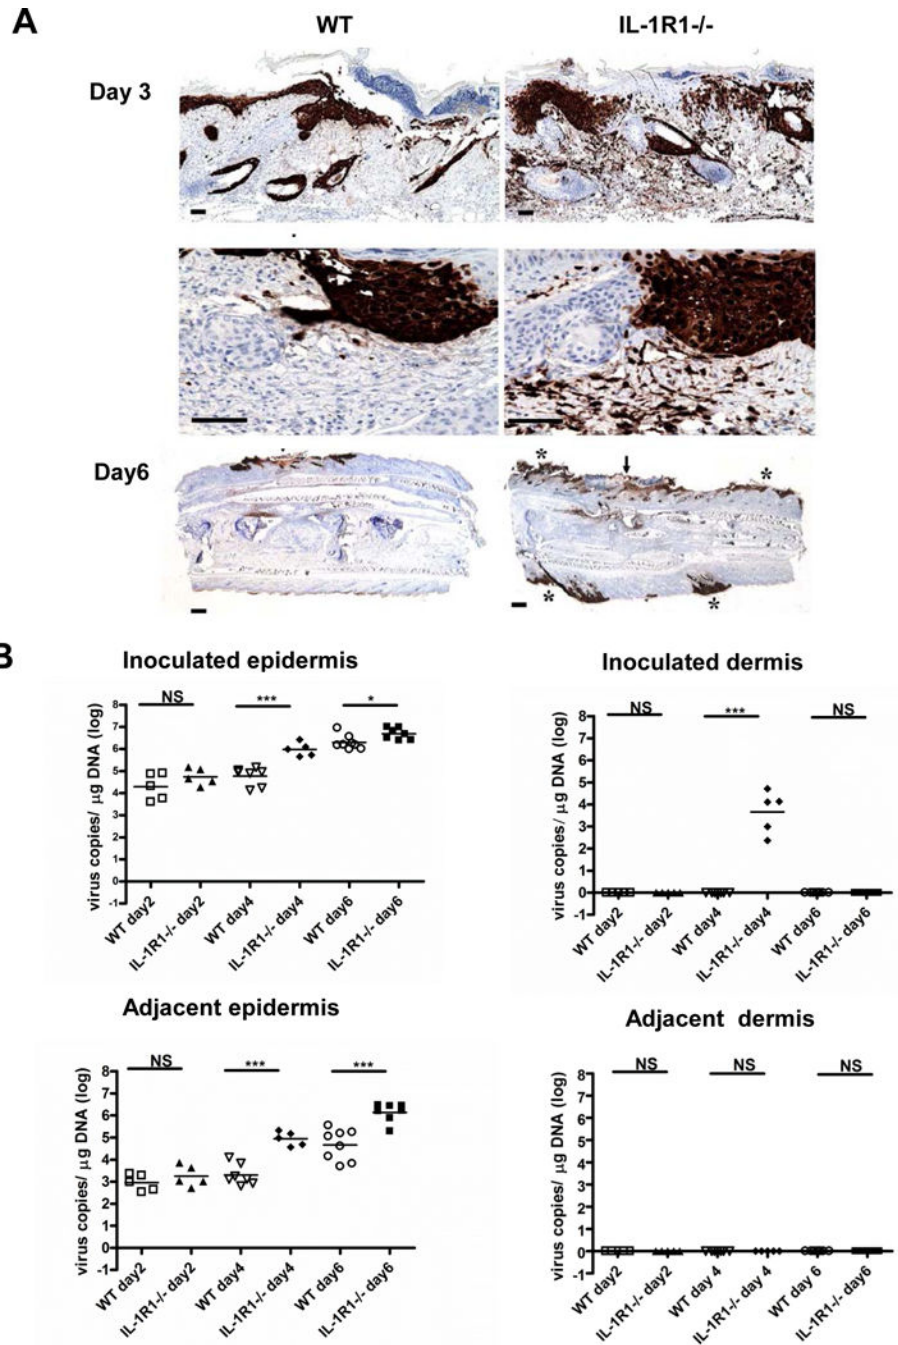 A
WT
IL-1R1-/-
Day 3
Day6
*
*
*
*
B
Inoculated epidermis
NS
***
*
virus copies/ μg DNA (log)
8
7
6
5
4
3
2
1
0
-1
WT day2
IL-1R1-/- day2
WT day4
IL-1R1-/- day4
WT day6
IL-1R1-/- day6
Inoculated dermis
NS
***
NS
virus copies/ μg DNA (log)
8
7
6
5
4
3
2
1
0
-1
WT day2
IL-1R1-/- day2
WT day4
IL-1R1-/- day4
WT day6
IL-1R1-/- day6
Adjacent epidermis
NS
***
***
virus copies/ μg DNA (log)
8
7
6
5
4
3
2
1
0
-1
WT day2
IL-1R1-/- day2
WT day4
IL-1R1-/- day4
WT day6
IL-1R1-/- day6
Adjacent dermis
NS
NS
NS
virus copies/ μg DNA (log)
8
7
6
5
4
3
2
1
0
-1
WT day2
IL-1R1-/- day2
WT day 4
IL-1R1-/- day 4
WT day 6
IL-1R1-/- day6